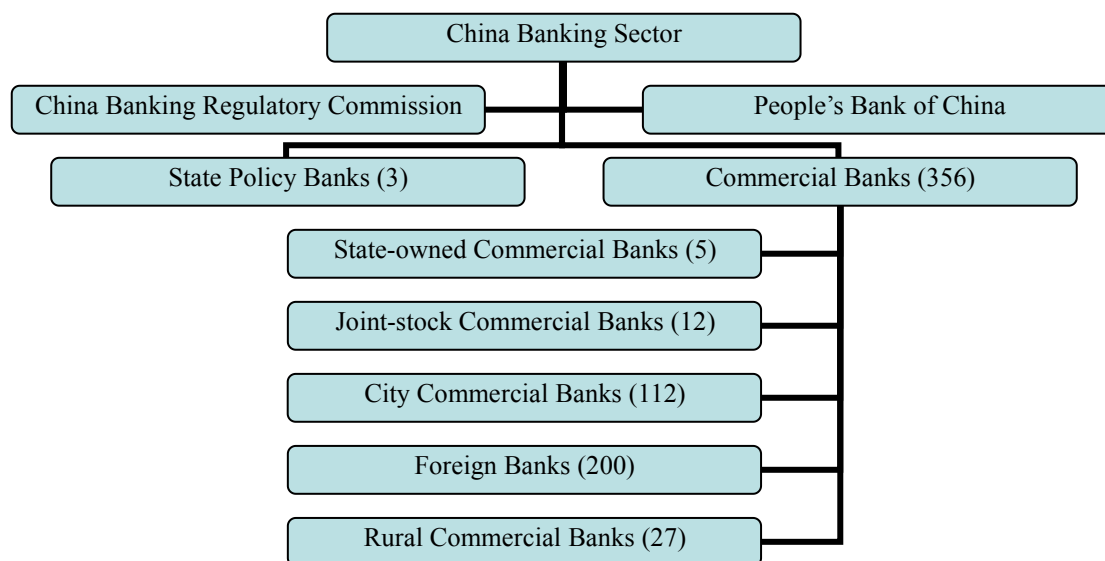 China Banking Sector
China Banking Regulatory Commission
People’s Bank of China
State Policy Banks (3)
Commercial Banks (356)
State-owned Commercial Banks (5)
Joint-stock Commercial Banks (12)
City Commercial Banks (112)
Foreign Banks (200)
Rural Commercial Banks (27)